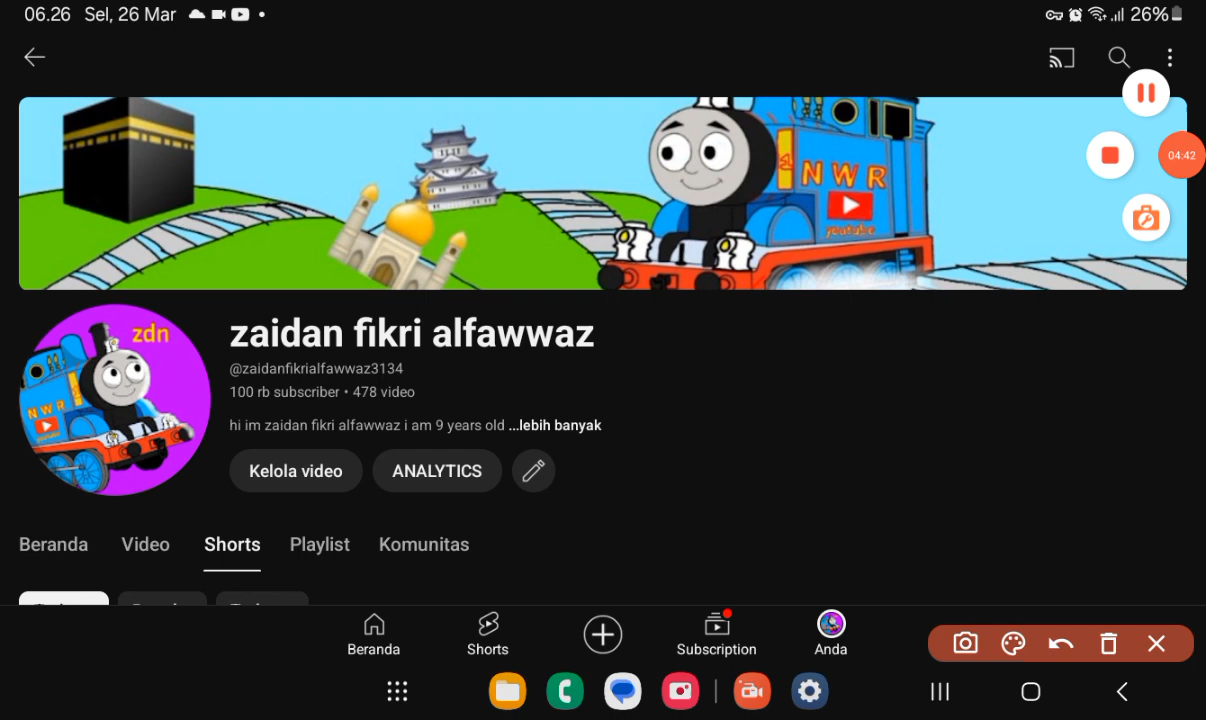 06.26 Sel, 26 Mar
26%
04:42
1 NWR
youtube
zdn
NWR
zaidan fikri alfawwaz
@zaidanfikrialfawwaz3134
100 rb subscriber • 478 video
hi im zaidan fikri alfawwaz i am 9 years old ...lebih banyak
Kelola video ANALYTICS
Beranda Video Shorts Playlist Komunitas
Beranda Shorts Subscription Anda